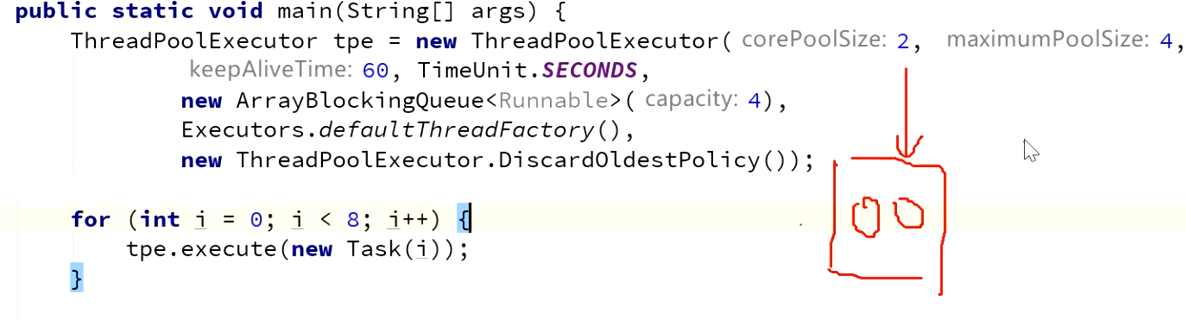 public static void main(String[] args) {
ThreadPoolExecutor tpe = new ThreadPoolExecutor( corePoolSize: 2, maximumPoolSize: 4,
keepAliveTime: 60, TimeUnit.SECONDS,
new ArrayBlockingQueue<Runnable>( capacity: 4),
Executors.defaultThreadFactory(),
new ThreadPoolExecutor.DiscardOldestPolicy());
for (int i = 0; i < 8; i++) {
tpe.execute(new Task(i));
}